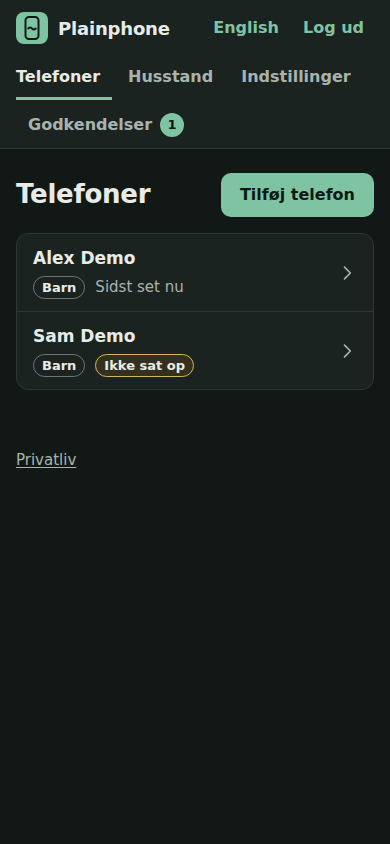 Plainphone English Log ud
Telefoner Husstand Indstillinger
Godkendelser 1
Telefoner Tilføj telefon
Alex Demo
Barn Sidst set nu
Sam Demo
Barn Ikke sat op
Privatliv